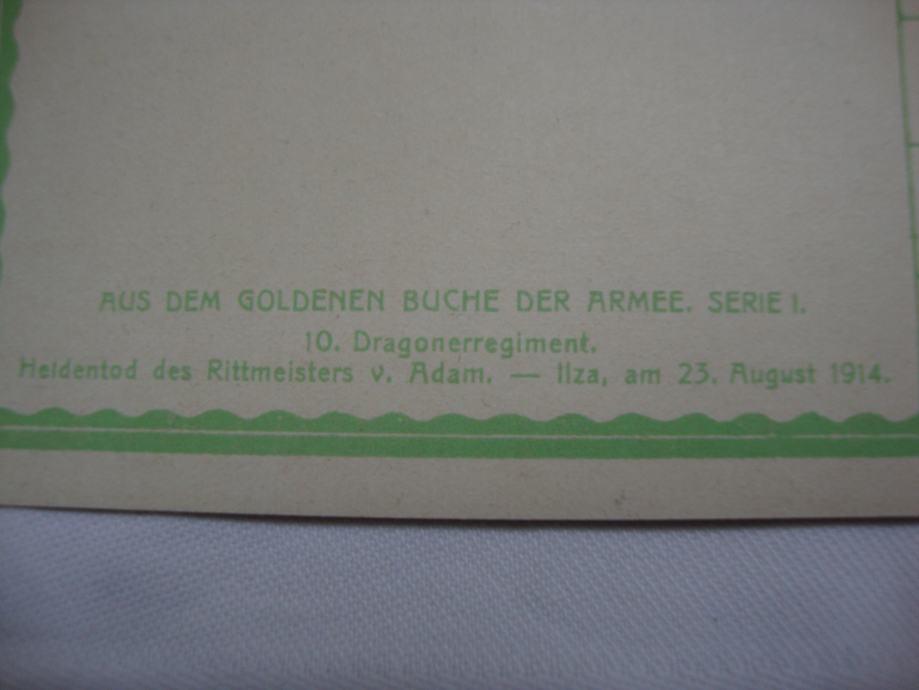 AUS DEM GOLDENEN BUCHE DER ARMEE. SERIE I.
10. Dragonerregiment.
Heldentod des Rittmeisters v. Adam. — Ilza, am 23. August 1914.